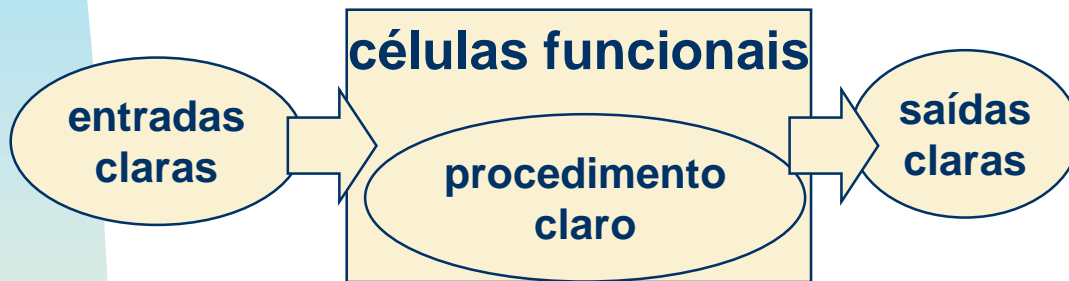 células funcionais
entradas
claras
procedimento
claro
saídas
claras